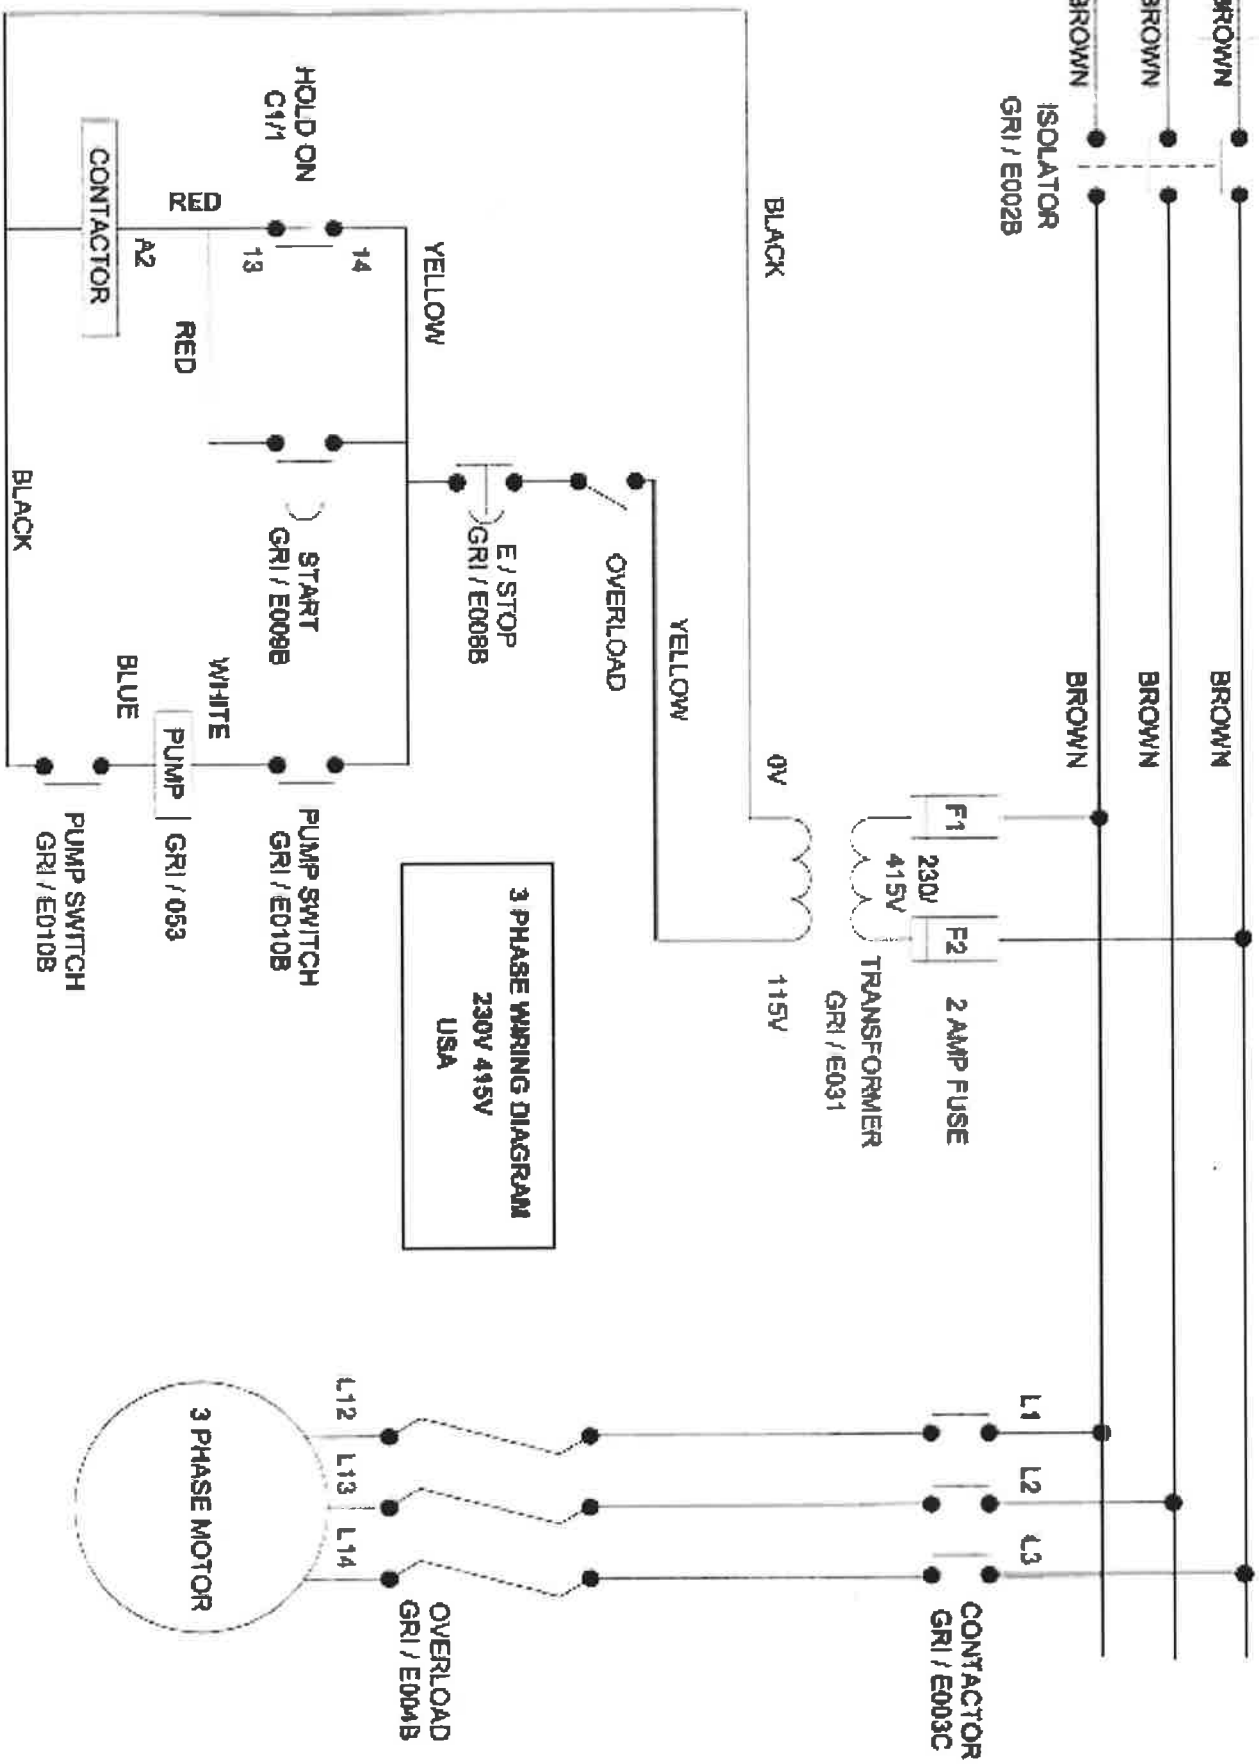 BROWN
BROWN
BROWN
ISOLATOR
GRI / E002B
BROWN
BROWN
BROWN
L1
L2
L3
CONTACTOR
GRI / E003C
F1
F2
2 AMP FUSE
230/
415V
TRANSFORMER
GRI / E031
BLACK
0V
115V
YELLOW
OVERLOAD
E / STOP
GRI / E008B
3 PHASE WIRING DIAGRAM
230V 415V
USA
YELLOW
OVERLOAD
GRI / E004B
HOLD ON
C1/1
14
13
START
GRI / E009B
PUMP SWITCH
GRI / E010B
L12
L13
L14
RED
RED
WHITE
A2
PUMP
GRI / 053
BLUE
CONTACTOR
3 PHASE MOTOR
PUMP SWITCH
GRI / E010B
BLACK